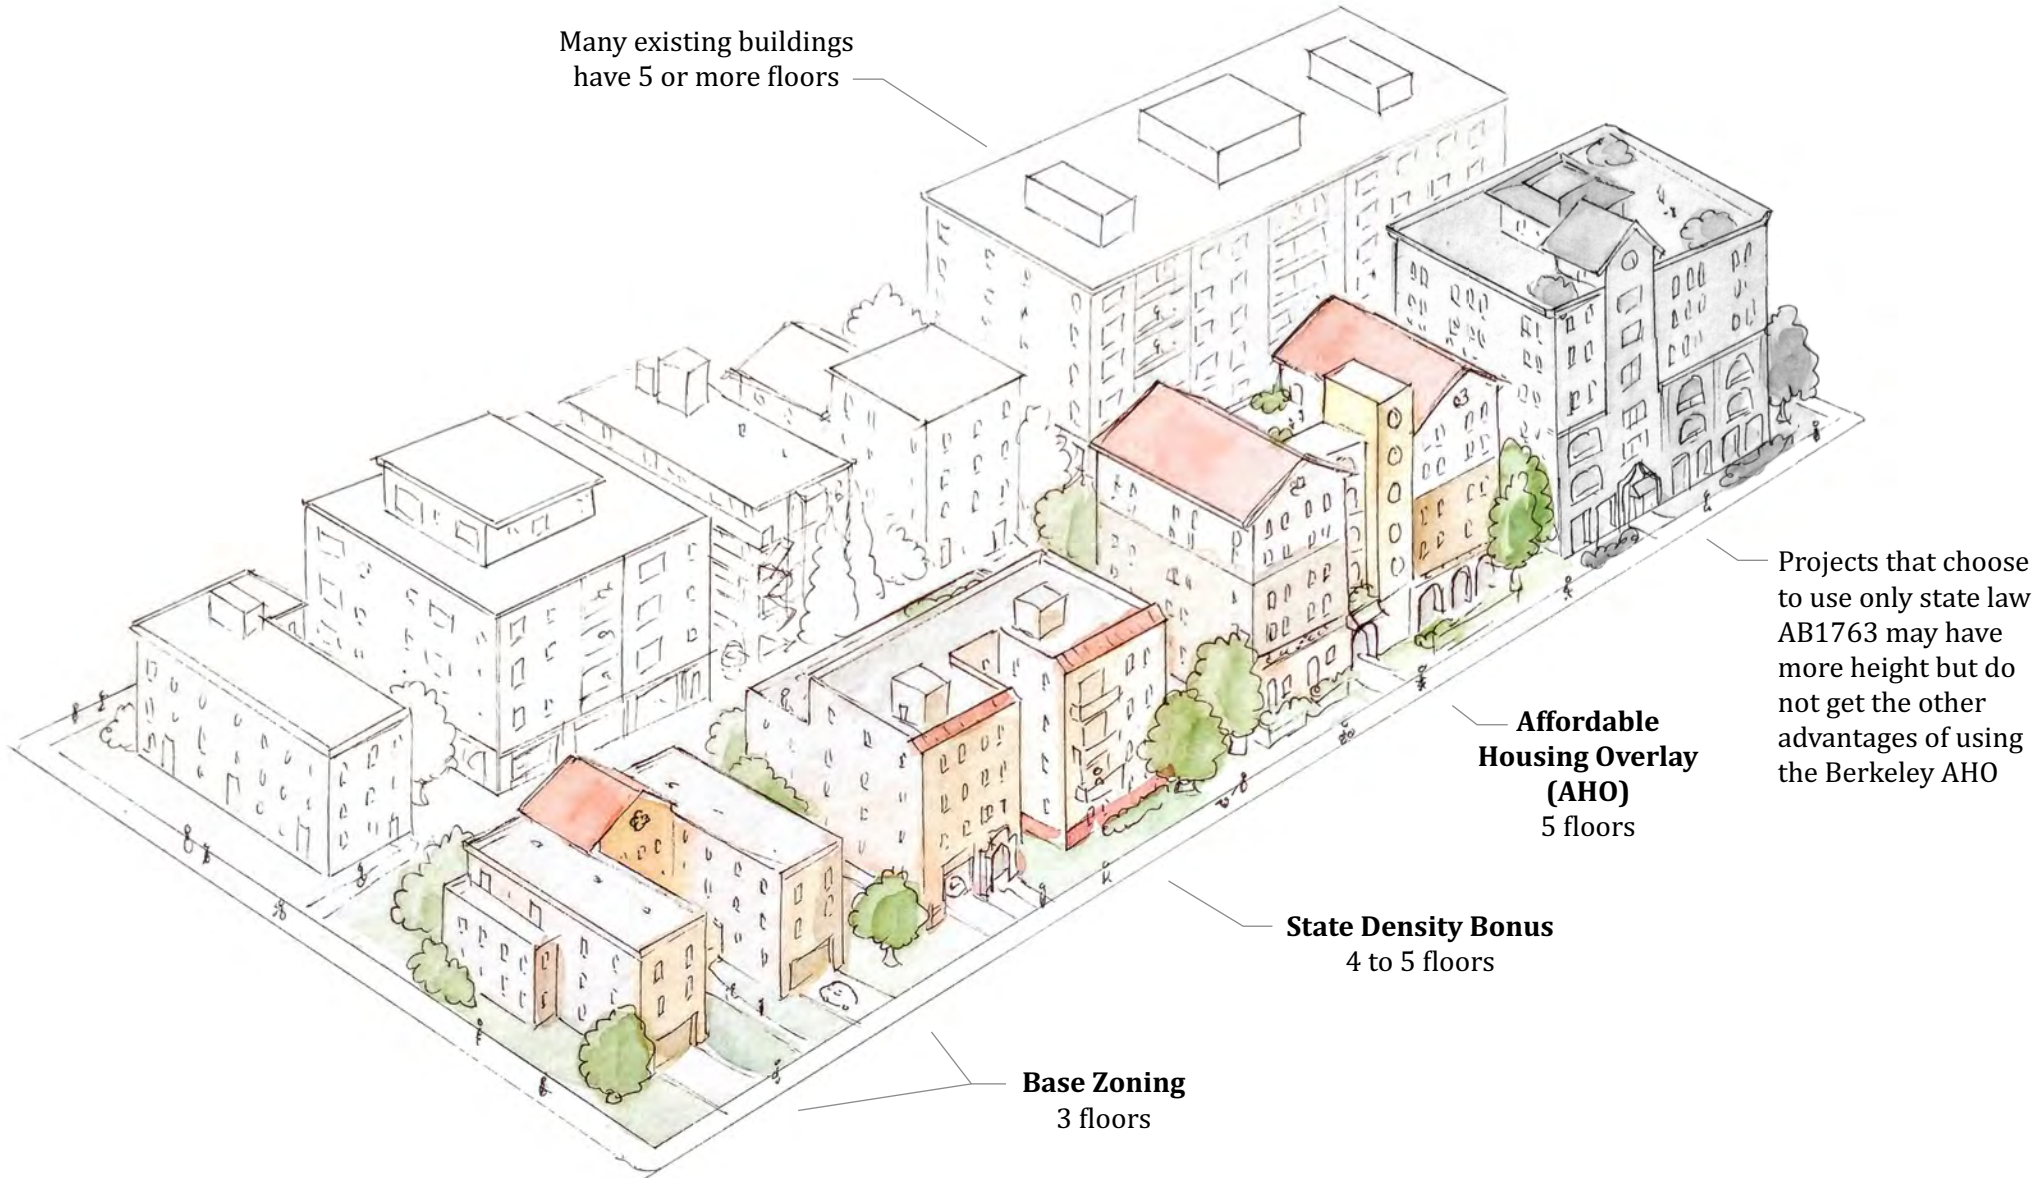 Many existing buildings
have 5 or more floors
Projects that choose
to use only state law
AB1763 may have
more height but do
not get the other
advantages of using
the Berkeley AHO
Affordable
Housing Overlay
(AHO)
5 floors
State Density Bonus
4 to 5 floors
Base Zoning
3 floors